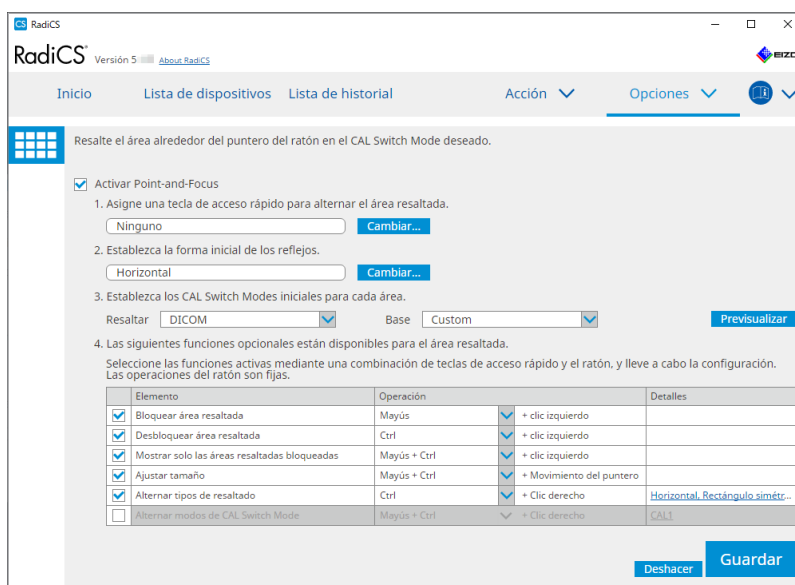 CS RadiCS
RadiCS® Versión 5 About RadiCS
EIZO
Inicio Lista de dispositivos Lista de historial Acción Opciones
Resalte el área alrededor del puntero del ratón en el CAL Switch Mode deseado.
Activar Point-and-Focus
1. Asigne una tecla de acceso rápido para alternar el área resaltada.
Ninguno Cambiar...
2. Establezca la forma inicial de los reflejos.
Horizontal Cambiar...
3. Establezca los CAL Switch Modes iniciales para cada área.
Resaltar DICOM Base Custom Previsualizar
4. Las siguientes funciones opcionales están disponibles para el área resaltada.
Seleccione las funciones activas mediante una combinación de teclas de acceso rápido y el ratón, y lleve a cabo la configuración.
Las operaciones del ratón son fijas.
Elemento Operación Detalles
Bloquear área resaltada Mayús + clic izquierdo
Desbloquear área resaltada Ctrl + clic izquierdo
Mostrar solo las áreas resaltadas bloqueadas Mayús + Ctrl + clic izquierdo
Ajustar tamaño Mayús + Ctrl + Movimiento del puntero
Alternar tipos de resaltado Ctrl + Clic derecho Horizontal, Rectángulo simétr...
Alternar modos de CAL Switch Mode Mayús + Ctrl + Clic derecho CAL1
Deshacer Guardar